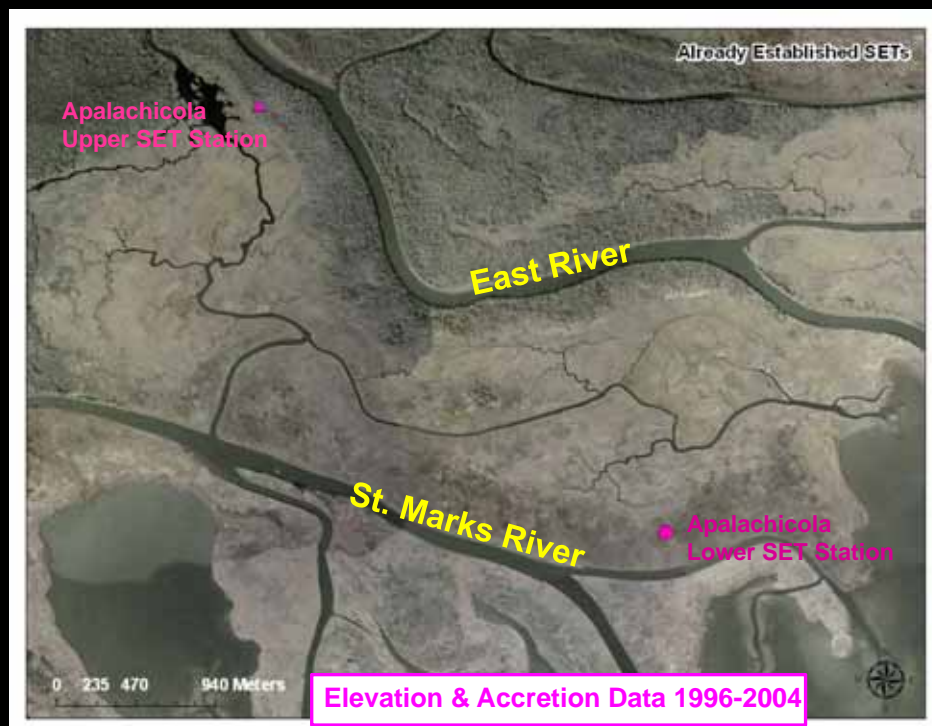 Already Established SETs
Apalachicola
Upper SET Station
East River
St. Marks River
Apalachicola
Lower SET Station
0 235 470 940 Meters
Elevation & Accretion Data 1996-2004